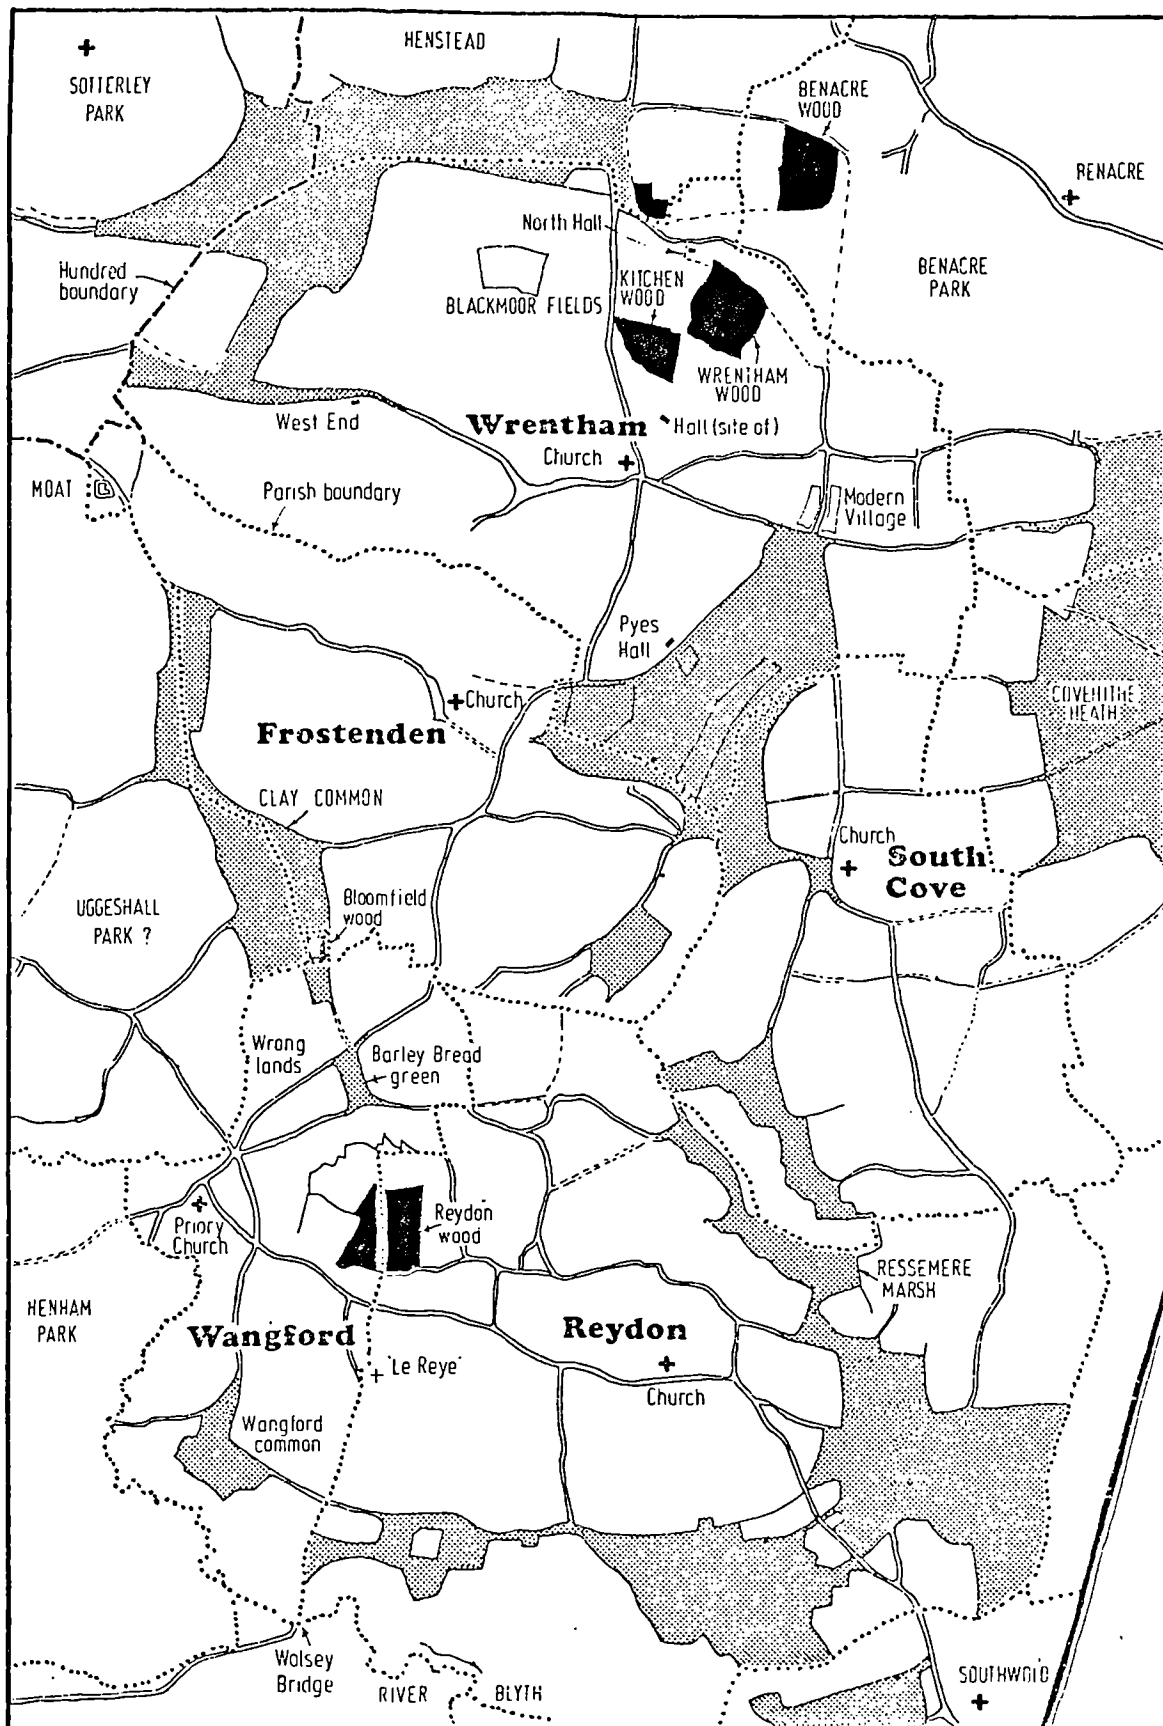 HENSTEAD
SOTTERLEY
PARK
BENACRE
WOOD
BENACRE
North Hall
Hundred
boundary
KITCHEN
WOOD
BENACRE
PARK
BLACKMOOR FIELDS
WRENTHAM
WOOD
West End
Wrentham
Hall (site of)
Church
MOAT
Parish boundary
Modern
Village
Pyes
Hall
Church
COVEHITHE
HEATH
Frostenden
CLAY COMMON
Church
South
Cove
Bloomfield
wood
UGGESHALL
PARK ?
Wrong
lands
Barley Bread
green
Reydon
wood
Priory
Church
RESSEMERE
MARSH
HENHAM
PARK
Wangford
Reydon
'Le Reye'
Church
Wangford
common
Wolsey
Bridge
RIVER
BLYTH
SOUTHWOLD